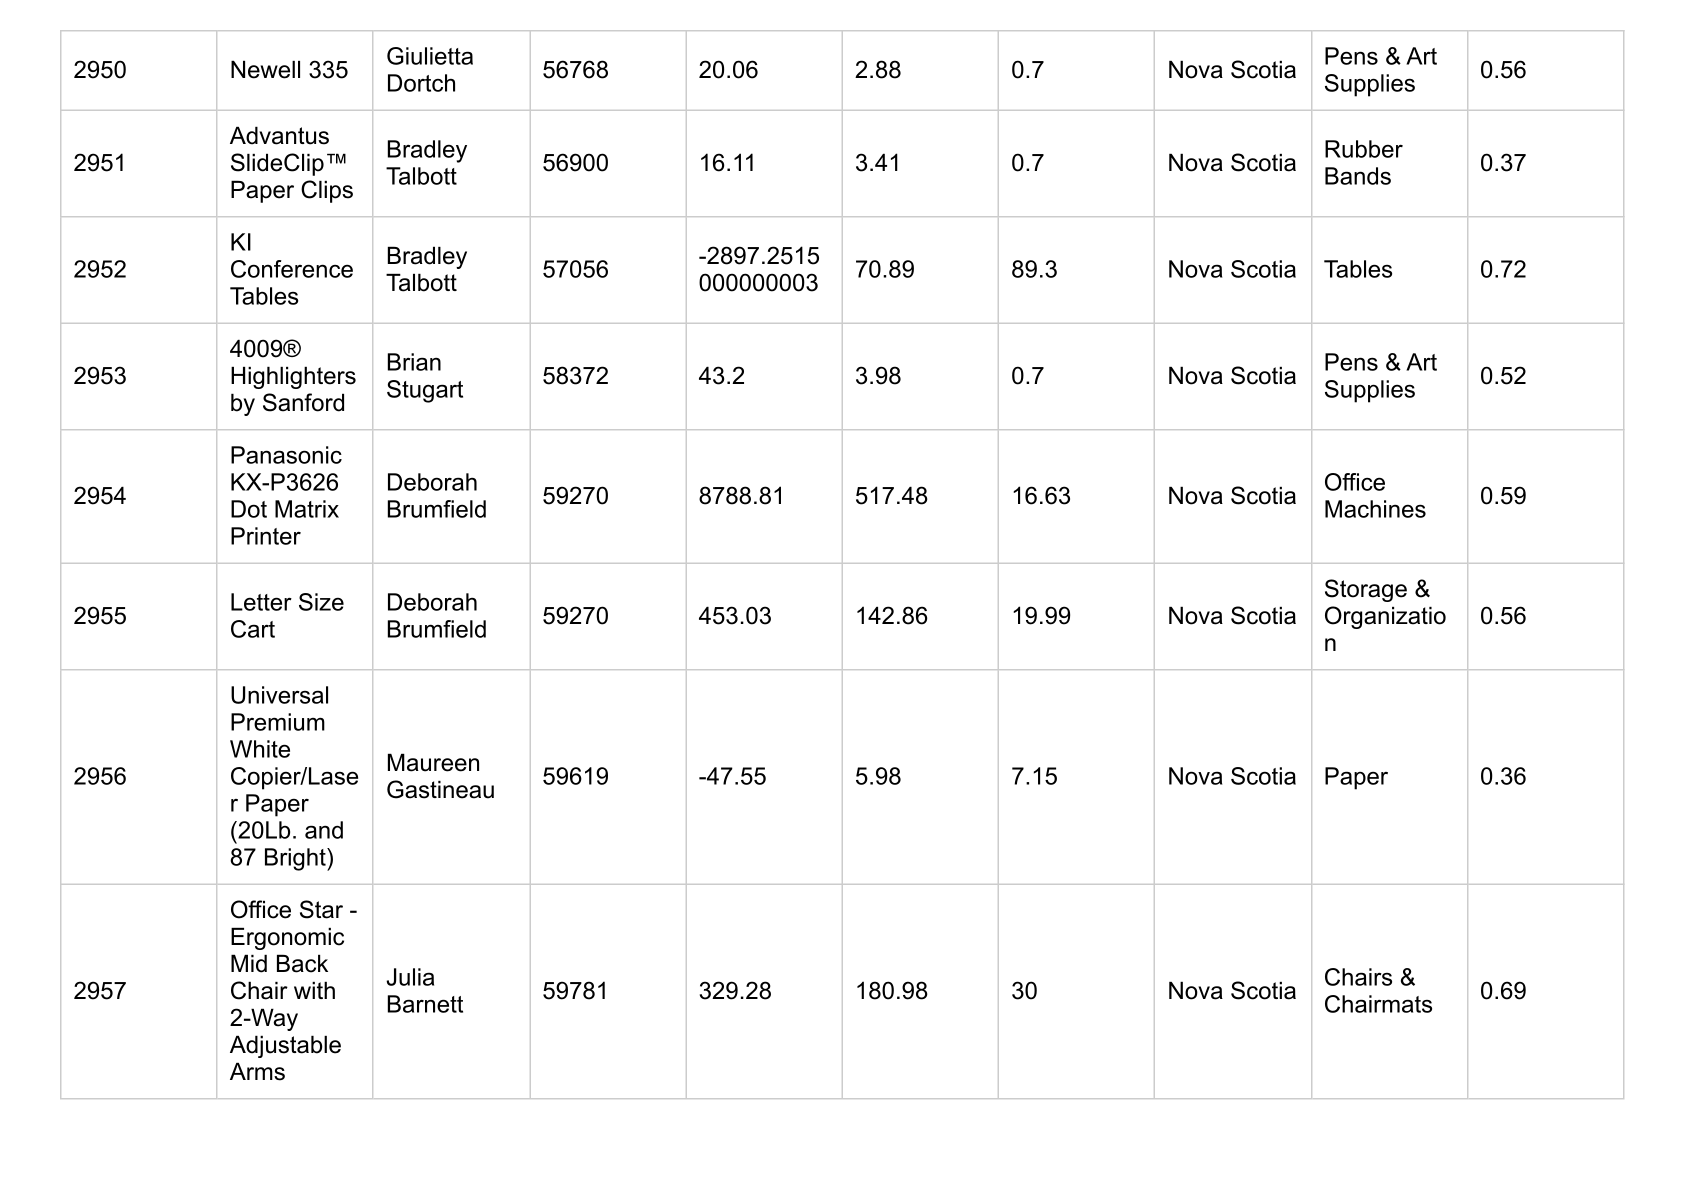 2950 Newell 335 Giulietta Dortch 56768 20.06 2.88 0.7 Nova Scotia Pens & Art Supplies 0.56
2951 Advantus SlideClip™ Paper Clips Bradley Talbott 56900 16.11 3.41 0.7 Nova Scotia Rubber Bands 0.37
2952 KI Conference Tables Bradley Talbott 57056 -2897.2515000000003 70.89 89.3 Nova Scotia Tables 0.72
2953 4009® Highlighters by Sanford Brian Stugart 58372 43.2 3.98 0.7 Nova Scotia Pens & Art Supplies 0.52
2954 Panasonic KX-P3626 Dot Matrix Printer Deborah Brumfield 59270 8788.81 517.48 16.63 Nova Scotia Office Machines 0.59
2955 Letter Size Cart Deborah Brumfield 59270 453.03 142.86 19.99 Nova Scotia Storage & Organization 0.56
2956 Universal Premium White Copier/Laser Paper (20Lb. and 87 Bright) Maureen Gastineau 59619 -47.55 5.98 7.15 Nova Scotia Paper 0.36
2957 Office Star - Ergonomic Mid Back Chair with 2-Way Adjustable Arms Julia Barnett 59781 329.28 180.98 30 Nova Scotia Chairs & Chairmats 0.69